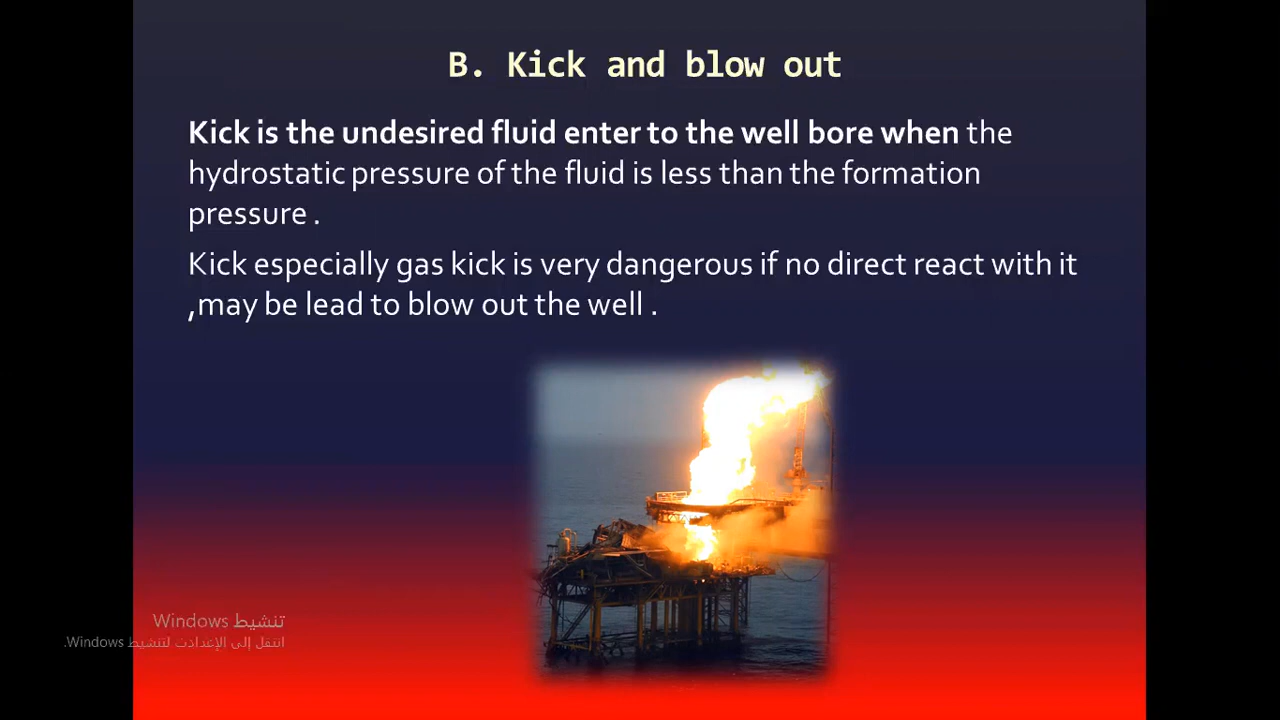 B. Kick and blow out
Kick is the undesired fluid enter to the well bore when the
hydrostatic pressure of the fluid is less than the formation
pressure .
Kick especially gas kick is very dangerous if no direct react with it
,may be lead to blow out the well .
تنشيط Windows
انتقل إلى الإعدادات لتنشيط Windows.